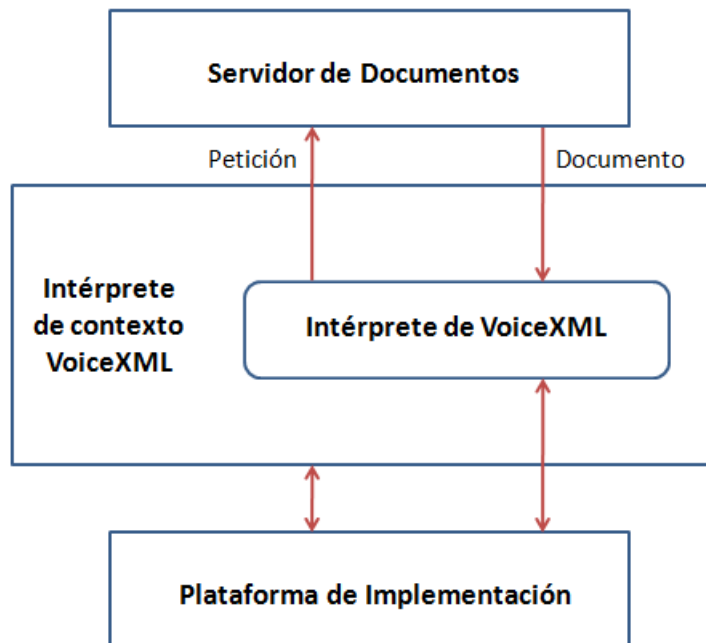 Servidor de Documentos
Petición
Documento
Intérprete
de contexto
VoiceXML
Intérprete de VoiceXML
Plataforma de Implementación